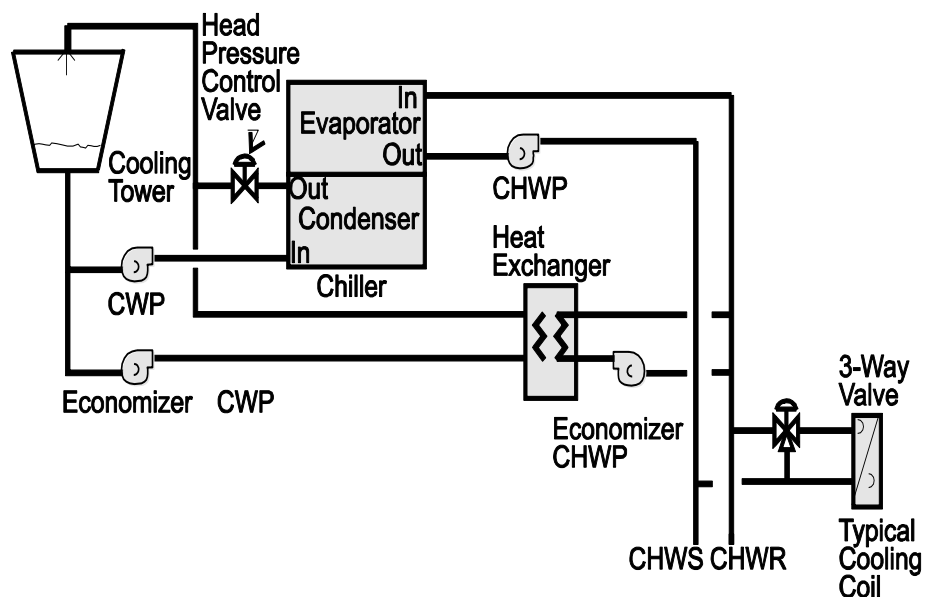 Head
Pressure
Control
Valve
In
Evaporator
Out
Cooling
Tower
CHWP
Out
Condenser
In
Heat
Exchanger
Chiller
CWP
3-Way
Valve
Economizer CWP
Economizer
CHWP
Typical
Cooling
Coil
CHWS CHWR